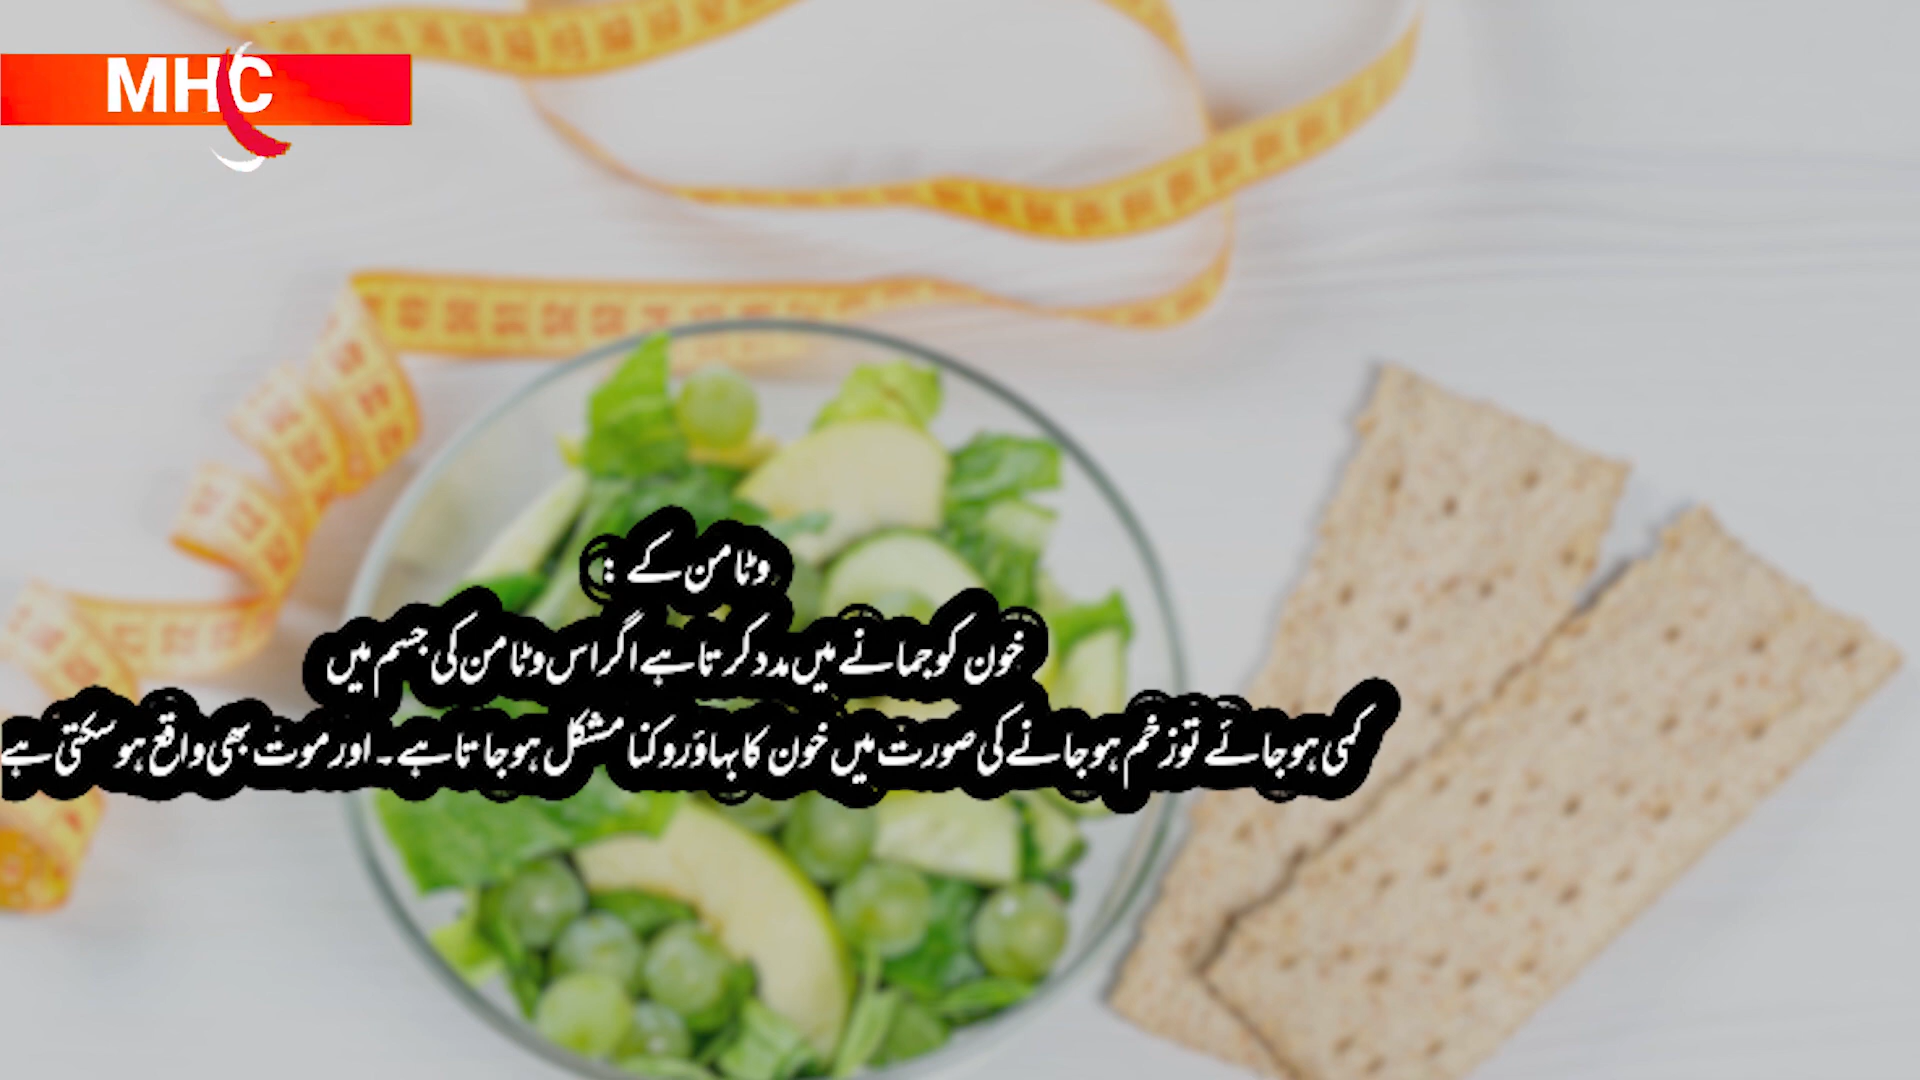 MHC
وٹامن کے :
خون کو جمانے میں مدد کرتا ہے اگر اس وٹامن کی جسم میں
کمی ہو جائے تو زخم ہو جانے کی صورت میں خون کا بہاؤ روکنا مشکل ہو جاتا ہے ۔ اور موت بھی واقع ہو سکتی ہے